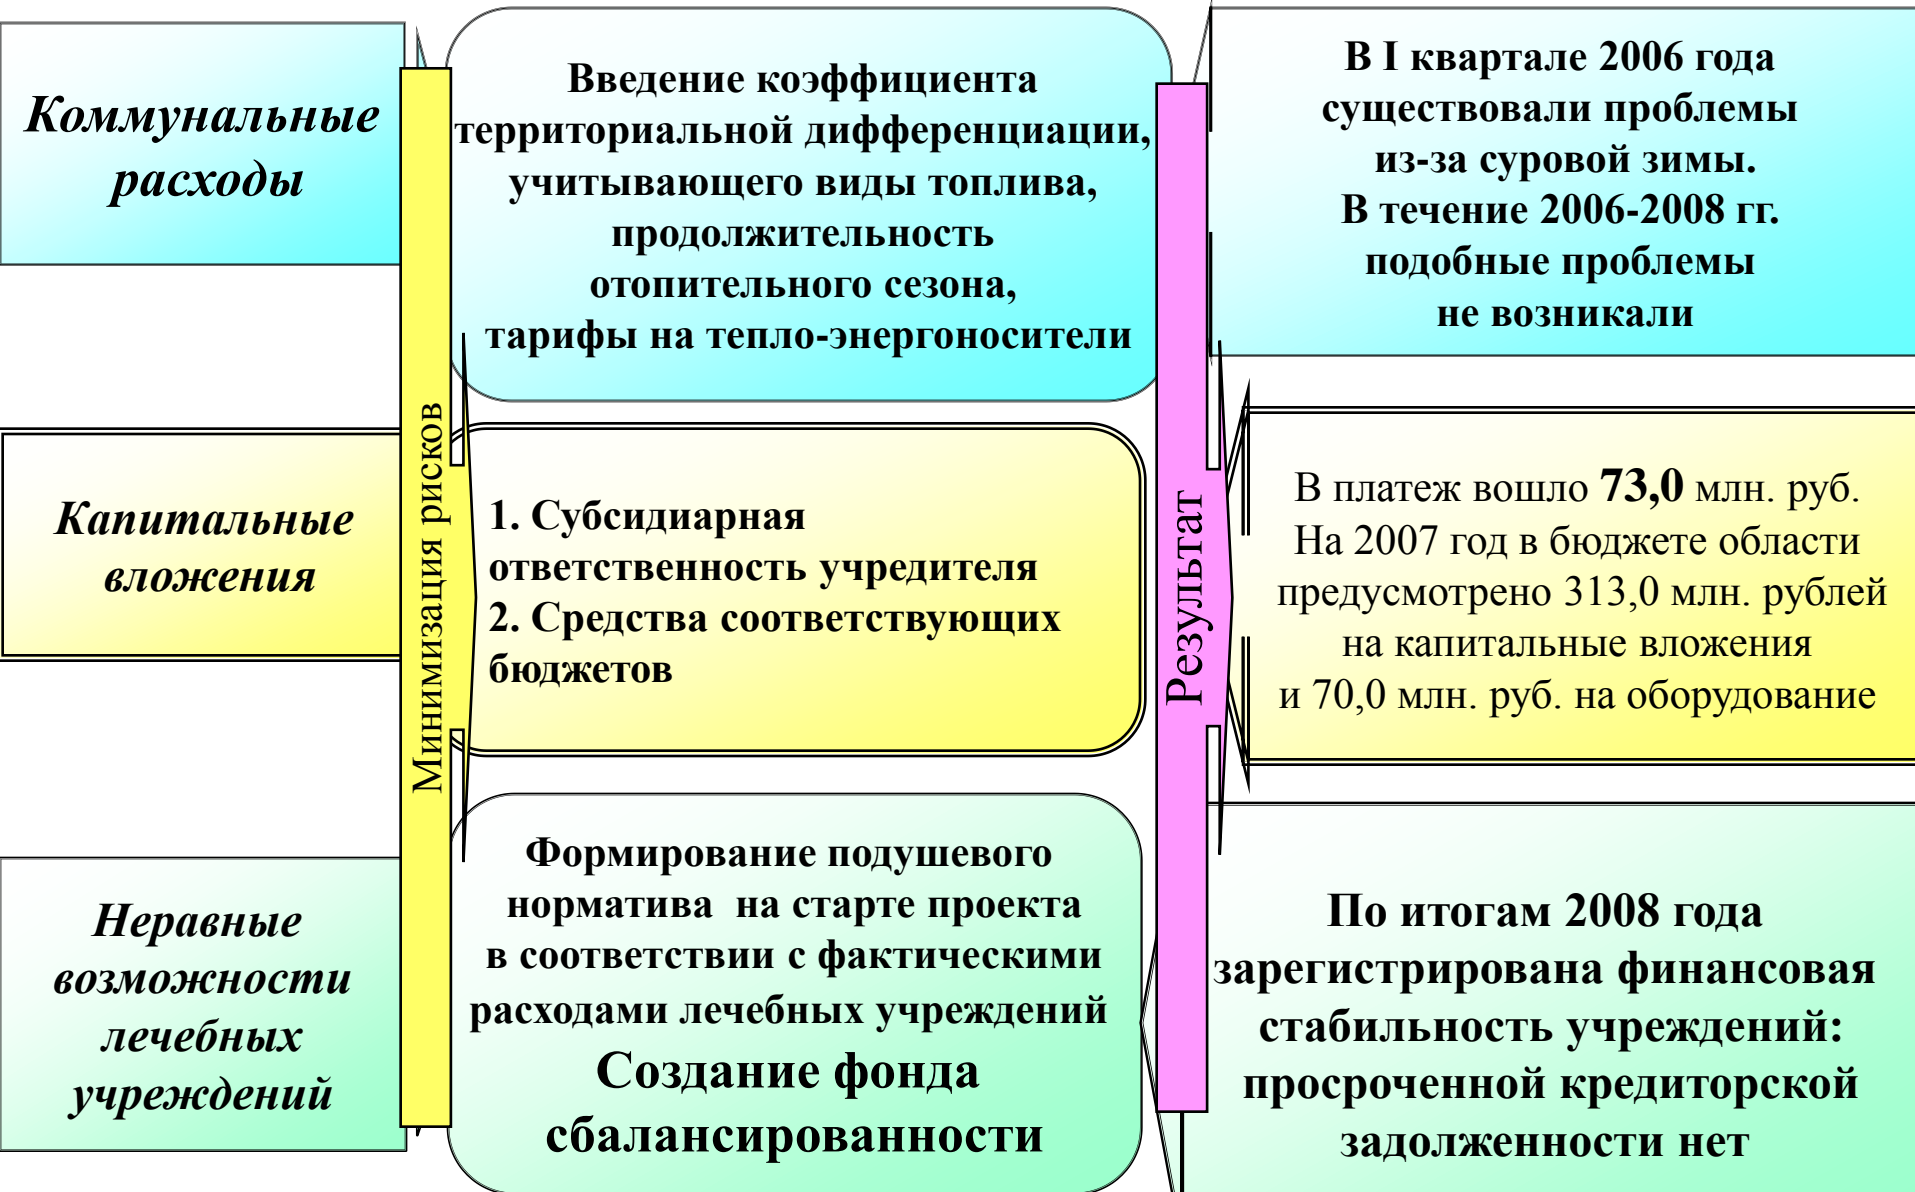 Коммунальные
расходы
Минимизация рисков
Введение коэффициента
территориальной дифференциации,
учитывающего виды топлива,
продолжительность
отопительного сезона,
тарифы на тепло-энергоносители
Результат
В I квартале 2006 года
существовали проблемы
из-за суровой зимы.
В течение 2006-2008 гг.
подобные проблемы
не возникали
Капитальные
вложения
1. Субсидиарная
ответственность учредителя
2. Средства соответствующих
бюджетов
В платеж вошло 73,0 млн. руб.
На 2007 год в бюджете области
предусмотрено 313,0 млн. рублей
на капитальные вложения
и 70,0 млн. руб. на оборудование
Неравные
возможности
лечебных
учреждений
Формирование подушевого
норматива на старте проекта
в соответствии с фактическими
расходами лечебных учреждений
Создание фонда
сбалансированности
По итогам 2008 года
зарегистрирована финансовая
стабильность учреждений:
просроченной кредиторской
задолженности нет